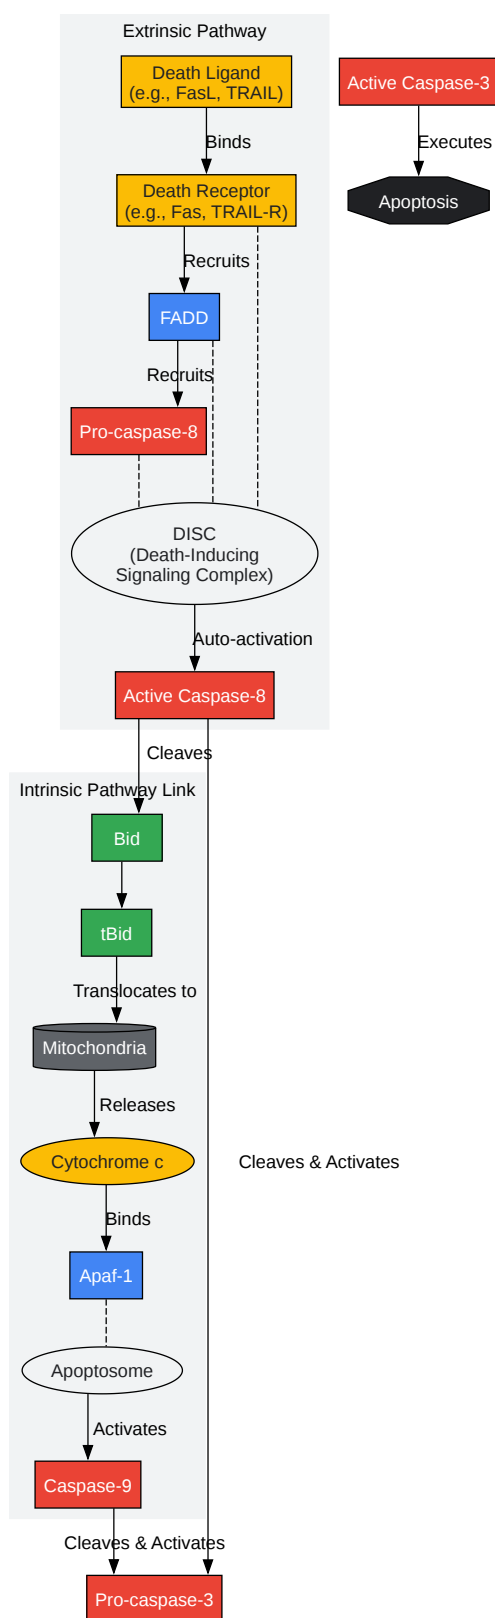 Extrinsic Pathway
Death Ligand
(e.g., FasL, TRAIL)
Active Caspase-3
Binds
Executes
Death Receptor
(e.g., Fas, TRAIL-R)
Apoptosis
Recruits
FADD
Recruits
Pro-caspase-8
DISC
(Death-Inducing
Signaling Complex)
Auto-activation
Active Caspase-8
Cleaves
Intrinsic Pathway Link
Bid
tBid
Translocates to
Mitochondria
Releases
Cytochrome c
Cleaves & Activates
Binds
Apaf-1
Apoptosome
Activates
Caspase-9
Cleaves & Activates
Pro-caspase-3